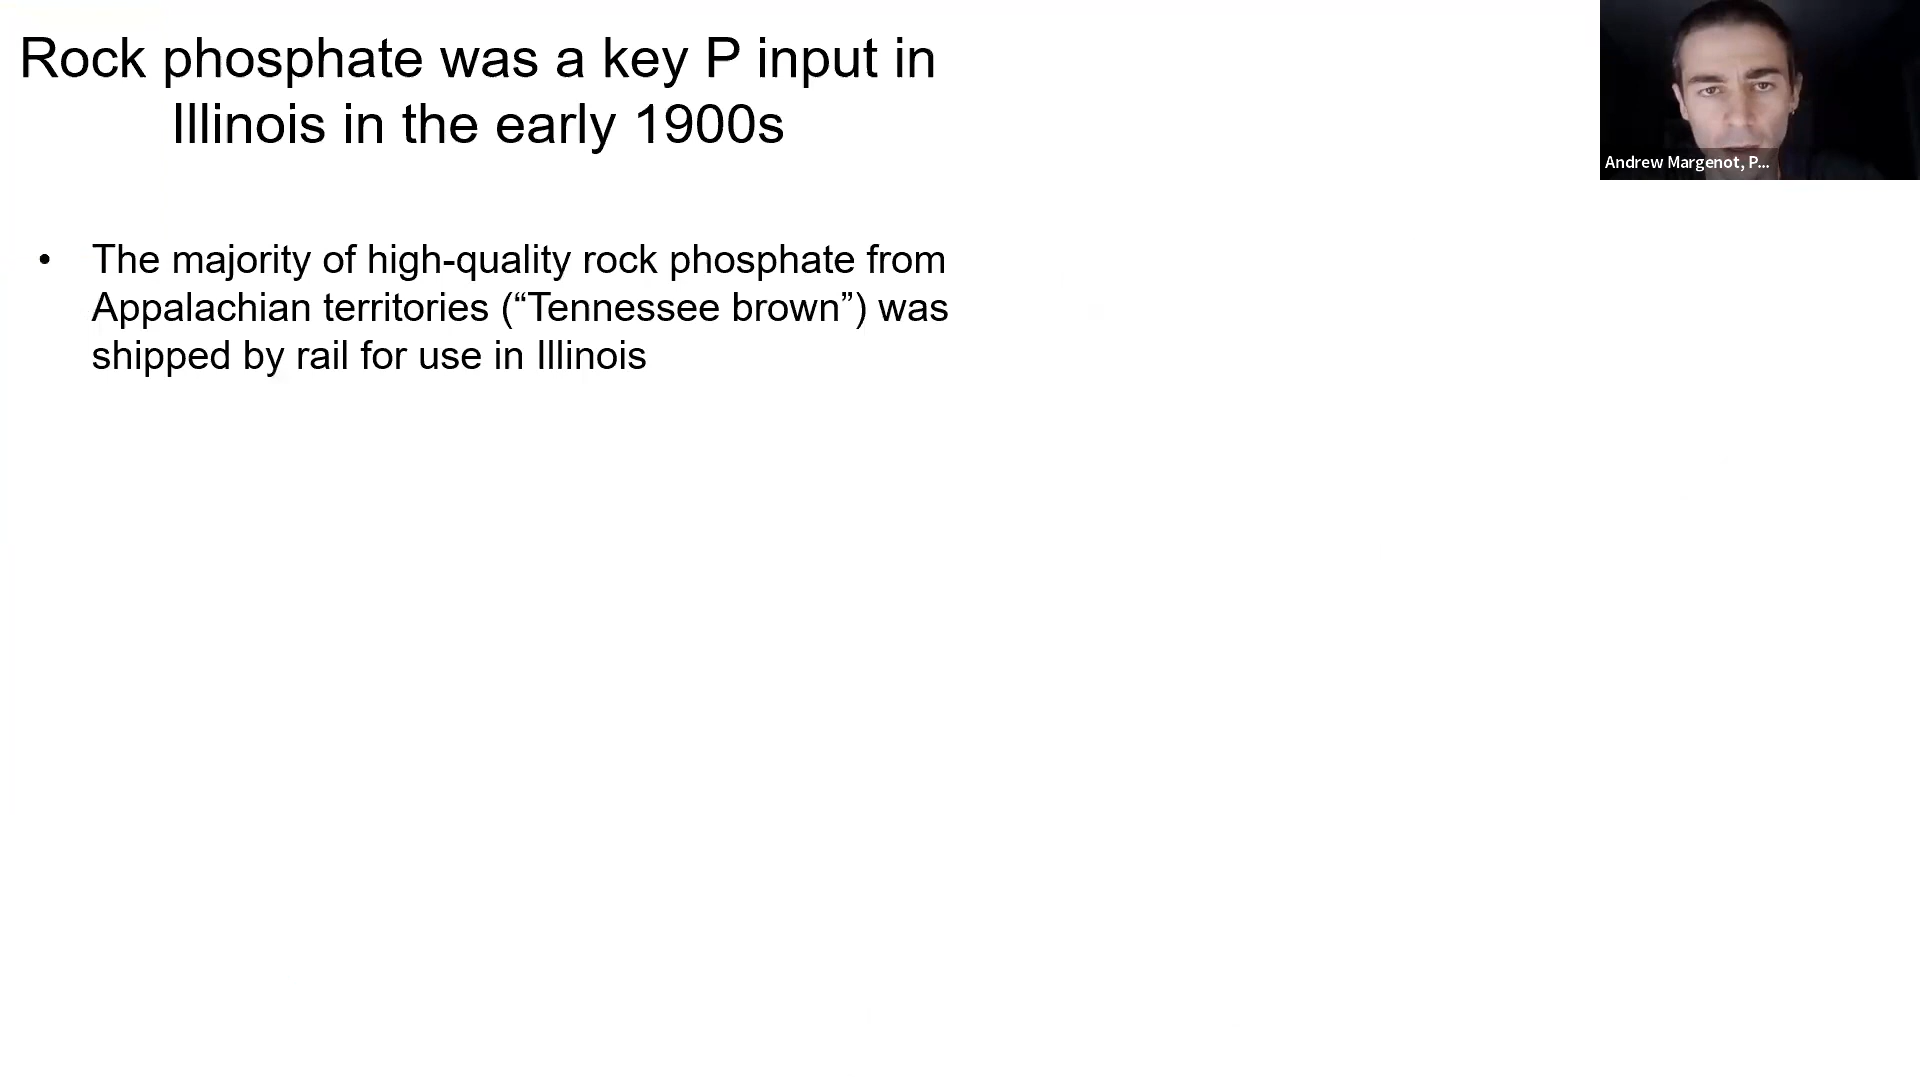 Rock phosphate was a key P input in
Illinois in the early 1900s
• The majority of high-quality rock phosphate from
Appalachian territories (“Tennessee brown”) was
shipped by rail for use in Illinois
Andrew Margenot, P...